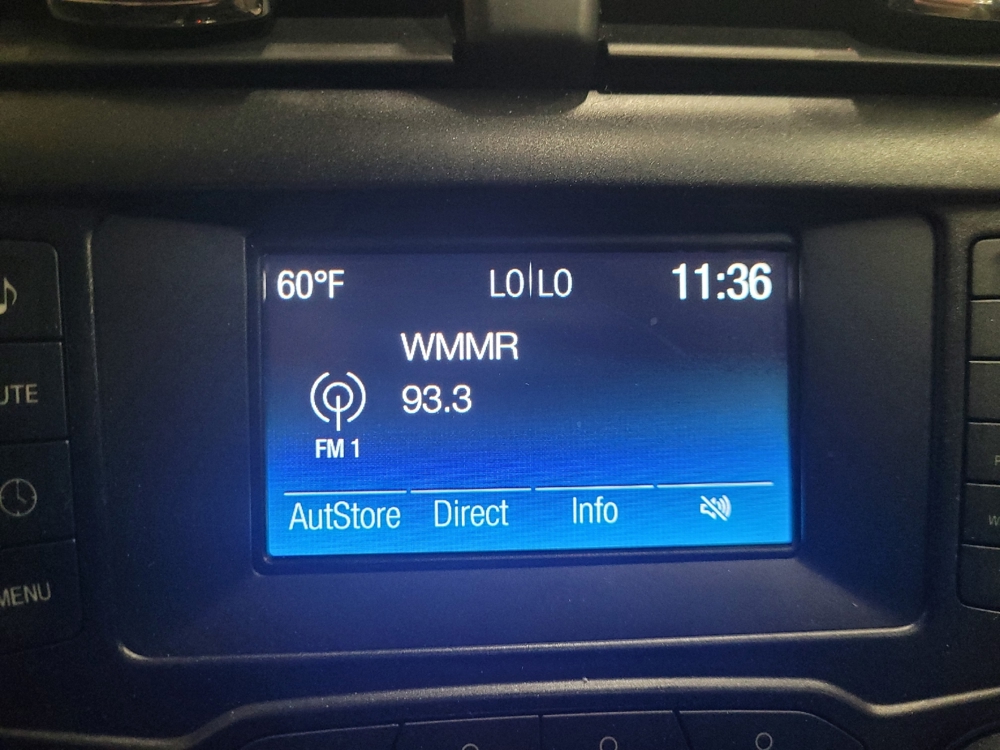 60°F LO|LO 11:36
WMMR
93.3
FM 1
AutStore Direct Info
UTE
MENU